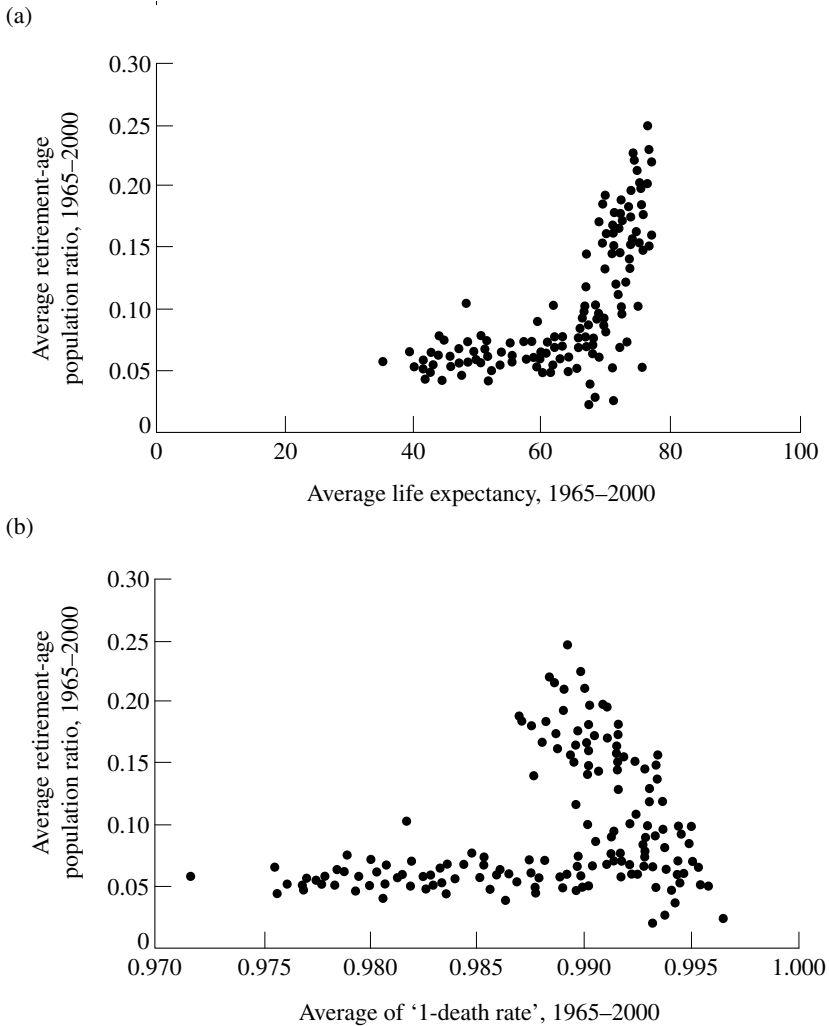 (a)
0.30
0.25
0.20
0.15
0.10
0.05
0
0 20 40 60 80 100
Average retirement-age
population ratio, 1965–2000
Average life expectancy, 1965–2000
(b)
0.30
0.25
0.20
0.15
0.10
0.05
0
0.970 0.975 0.980 0.985 0.990 0.995 1.000
Average retirement-age
population ratio, 1965–2000
Average of ‘1-death rate’, 1965–2000